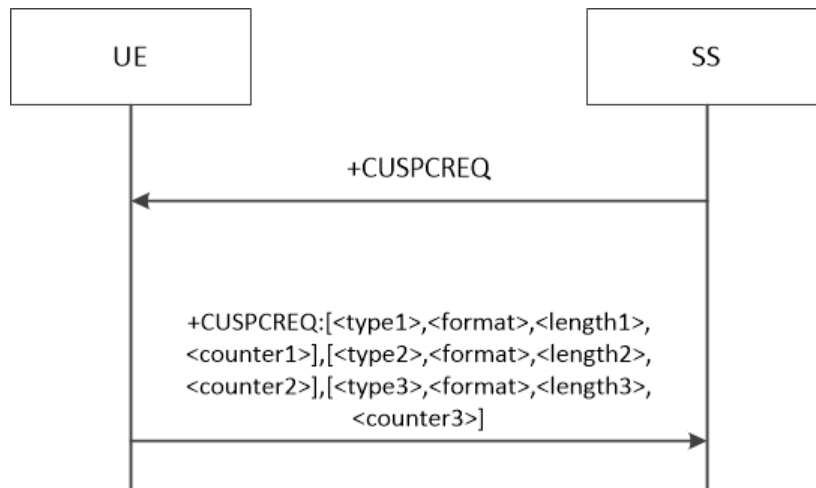 UE
SS
+CUSPCREQ
+CUSPCREQ:[<type1>,<format>,<length1>,
<counter1>],[<type2>,<format>,<length2>,
<counter2>],[<type3>,<format>,<length3>,
<counter3>]